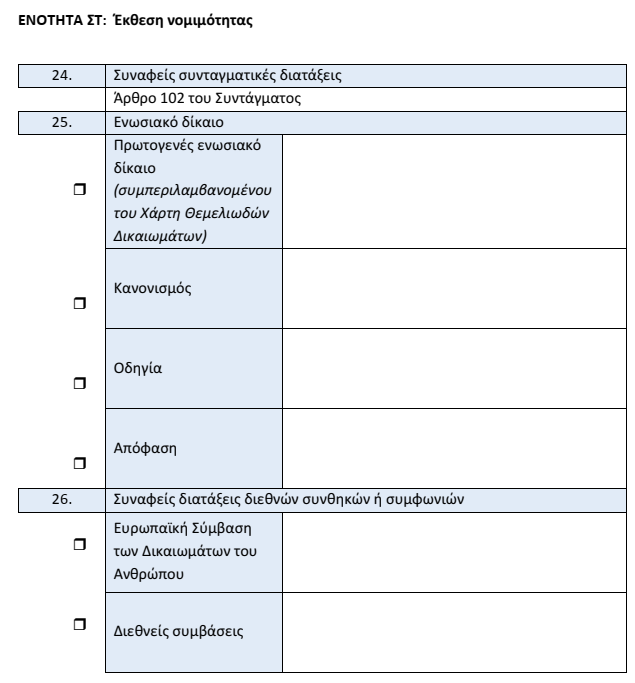 ΕΝΟΤΗΤΑ ΣΤ: Έκθεση νομιμότητας
24. Συναφείς συνταγματικές διατάξεις
Άρθρο 102 του Συντάγματος
25. Ενωσιακό δίκαιο
Πρωτογενές ενωσιακό
δίκαιο
(συμπεριλαμβανομένου
του Χάρτη Θεμελιωδών
Δικαιωμάτων)
Κανονισμός
Οδηγία
Απόφαση
26. Συναφείς διατάξεις διεθνών συνθηκών ή συμφωνιών
Ευρωπαϊκή Σύμβαση
των Δικαιωμάτων του
Ανθρώπου
Διεθνείς συμβάσεις